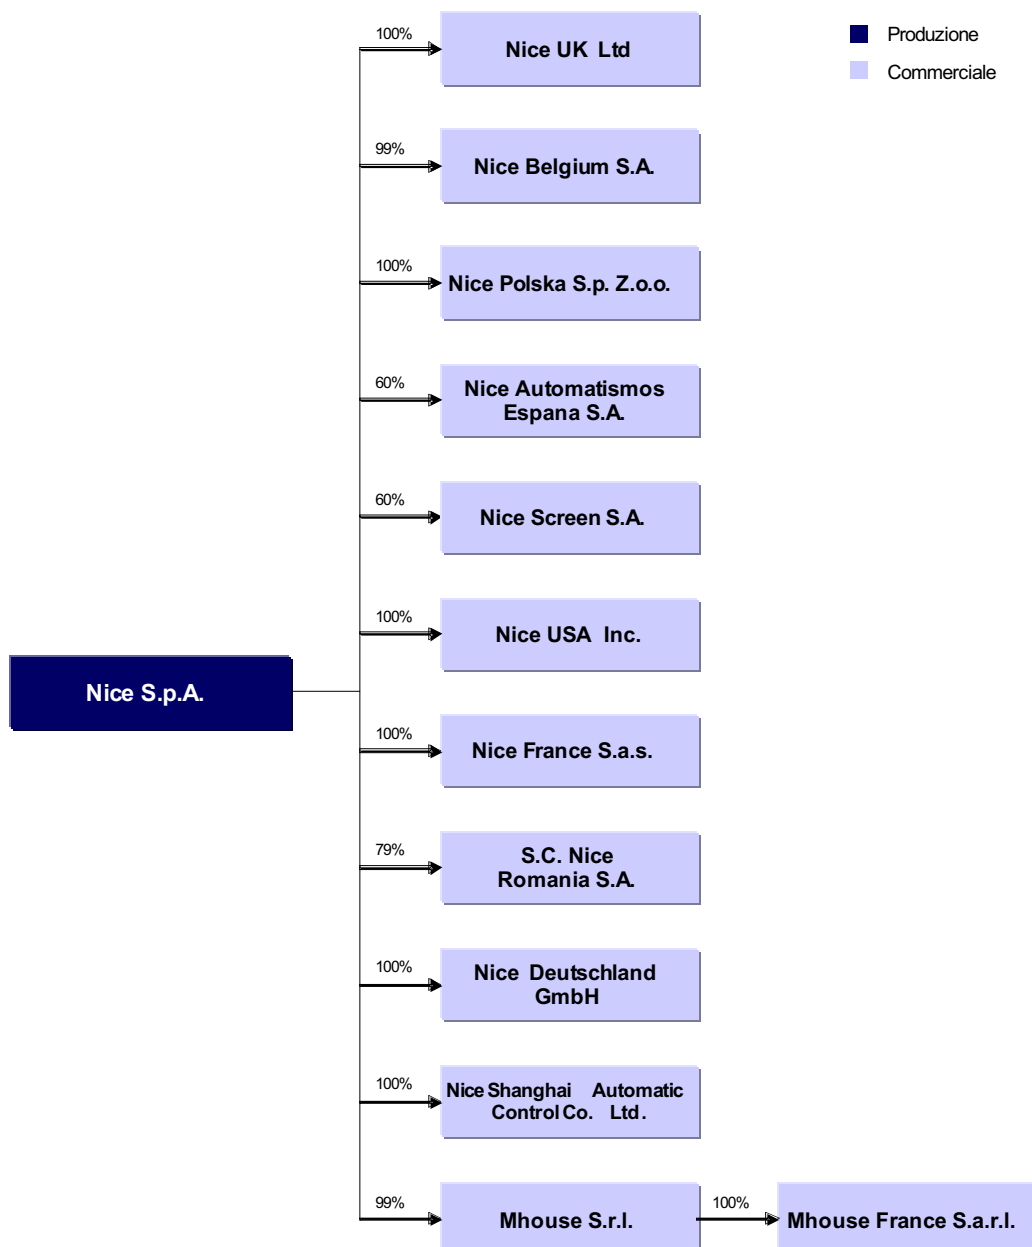 100%
Nice UK Ltd
Produzione
Commerciale
99%
Nice Belgium S.A.
100%
Nice Polska S.p. Z.o.o.
60%
Nice Automatismos
Espana S.A.
60%
Nice Screen S.A.
100%
Nice USA Inc.
Nice S.p.A.
100%
Nice France S.a.s.
79%
S.C. Nice
Romania S.A.
100%
Nice Deutschland
GmbH
100%
Nice Shanghai Automatic
Control Co. Ltd.
99%
Mhouse S.r.l.
100%
Mhouse France S.a.r.l.